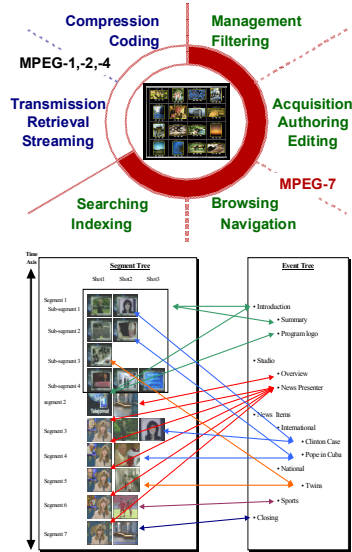 Compression
Coding
Management
Filtering
MPEG-1,-2,-4
Transmission
Retrieval
Streaming
Acquisition
Authoring
Editing
MPEG-7
Searching
Indexing
Browsing
Navigation
Time
Axis
Segment Tree
Shot1 Shot2 Shot3
Segment 1
Sub-segment 1
Sub-segment 2
Sub-segment 3
Sub-segment 4
segment 2
Segment 3
Segment 4
Segment 5
Segment 6
Segment 7
Telejornal
Event Tree
• Introduction
• Summary
• Program logo
• Studio
• Overview
• News Presenter
• News Items
• International
• Clinton Case
• Pope in Cuba
• National
• Twins
• Sports
• Closing